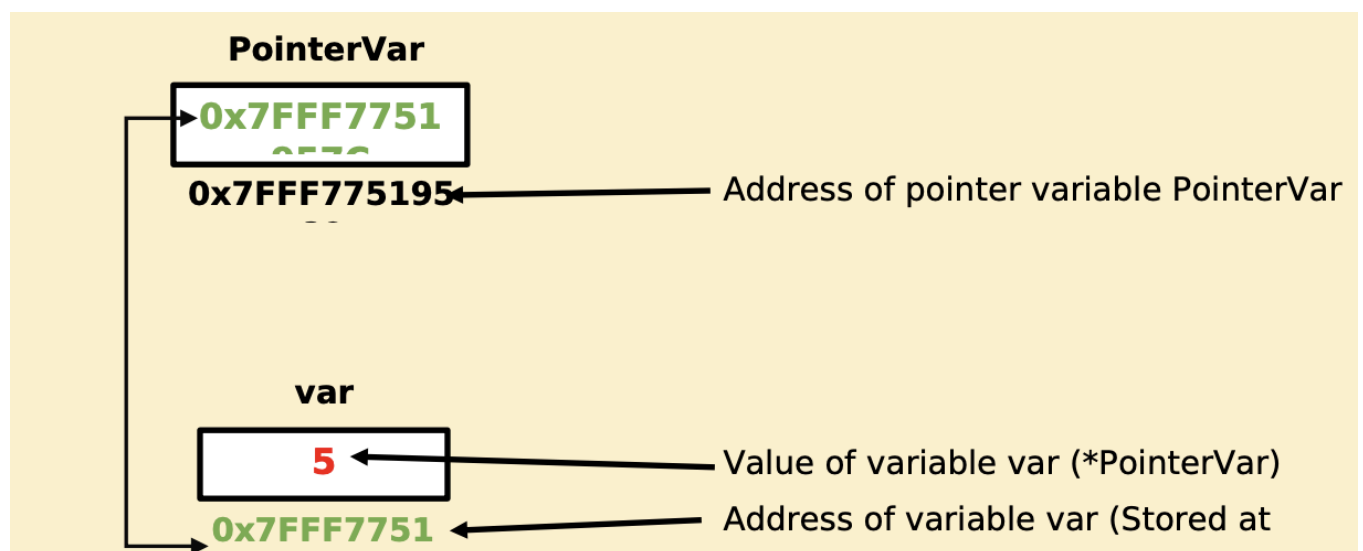 PointerVar
0x7FFF7751
0x7FFF775195
Address of pointer variable PointerVar
var
5
Value of variable var (*PointerVar)
0x7FFF7751
Address of variable var (Stored at